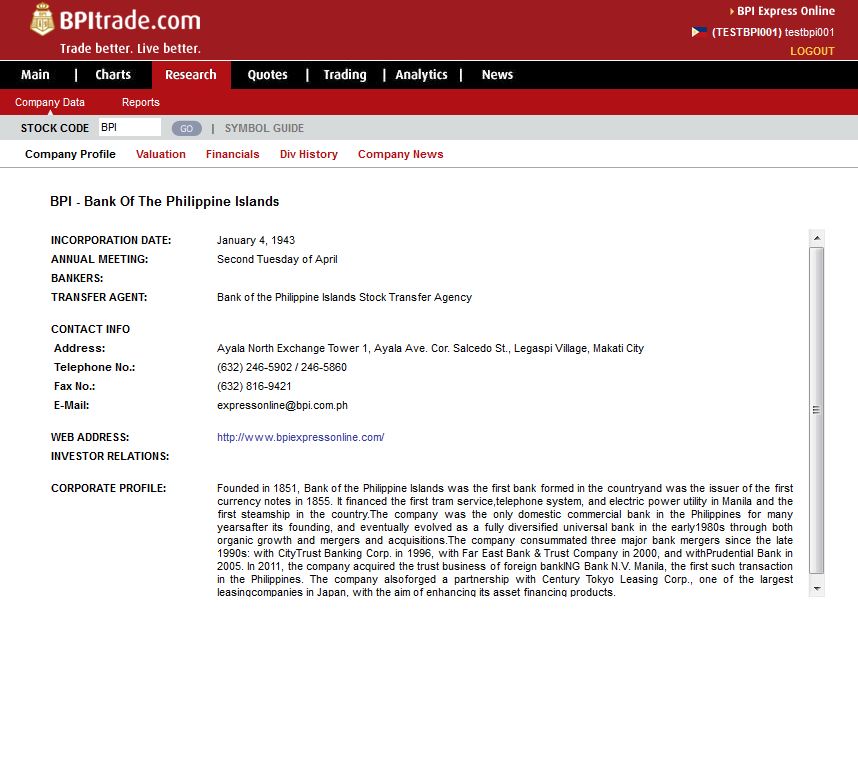 BPItrade.com
Trade better. Live better.
BPI Express Online
(TESTBPI001) testbpi001
LOGOUT
Main | Charts Research Quotes | Trading | Analytics | News
Company Data Reports
STOCK CODE BPI GO | SYMBOL GUIDE
Company Profile Valuation Financials Div History Company News
BPI - Bank Of The Philippine Islands
INCORPORATION DATE: January 4, 1943
ANNUAL MEETING: Second Tuesday of April
BANKERS:
TRANSFER AGENT: Bank of the Philippine Islands Stock Transfer Agency
CONTACT INFO
Address: Ayala North Exchange Tower 1, Ayala Ave. Cor. Salcedo St., Legaspi Village, Makati City
Telephone No.: (632) 246-5902 / 246-5860
Fax No.: (632) 816-9421
E-Mail: expressonline@bpi.com.ph
WEB ADDRESS: http://www.bpiexpressonline.com/
INVESTOR RELATIONS:
CORPORATE PROFILE: Founded in 1851, Bank of the Philippine Islands was the first bank formed in the countryand was the issuer of the first
currency notes in 1855. It financed the first tram service,telephone system, and electric power utility in Manila and the
first steamship in the country.The company was the only domestic commercial bank in the Philippines for many
yearsafter its founding, and eventually evolved as a fully diversified universal bank in the early1980s through both
organic growth and mergers and acquisitions.The company consummated three major bank mergers since the late
1990s: with CityTrust Banking Corp. in 1996, with Far East Bank & Trust Company in 2000, and withPrudential Bank in
2005. In 2011, the company acquired the trust business of foreign bankING Bank N.V. Manila, the first such transaction
in the Philippines. The company alsoforged a partnership with Century Tokyo Leasing Corp., one of the largest
leasingcompanies in Japan, with the aim of enhancing its asset financing products.